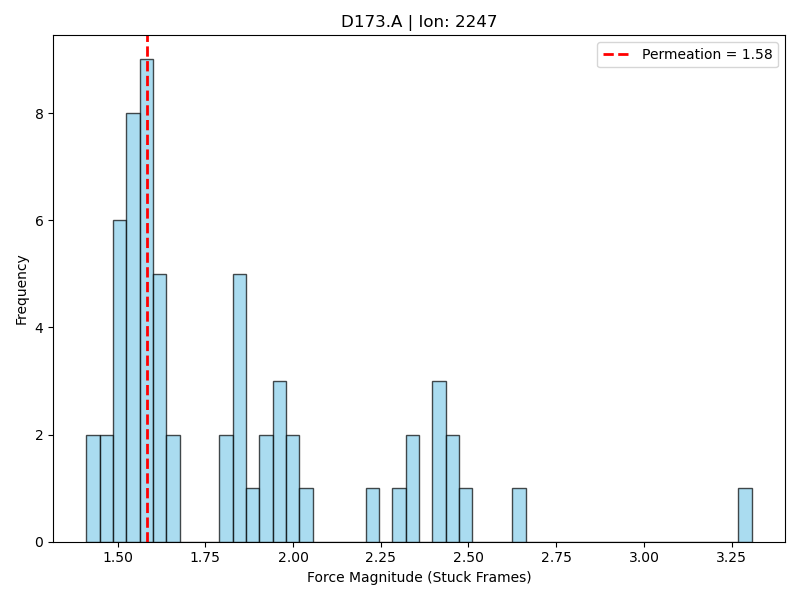 D173.A | Ion: 2247
Permeation = 1.58
Frequency
8
6
4
2
0
1.50 1.75 2.00 2.25 2.50 2.75 3.00 3.25
Force Magnitude (Stuck Frames)